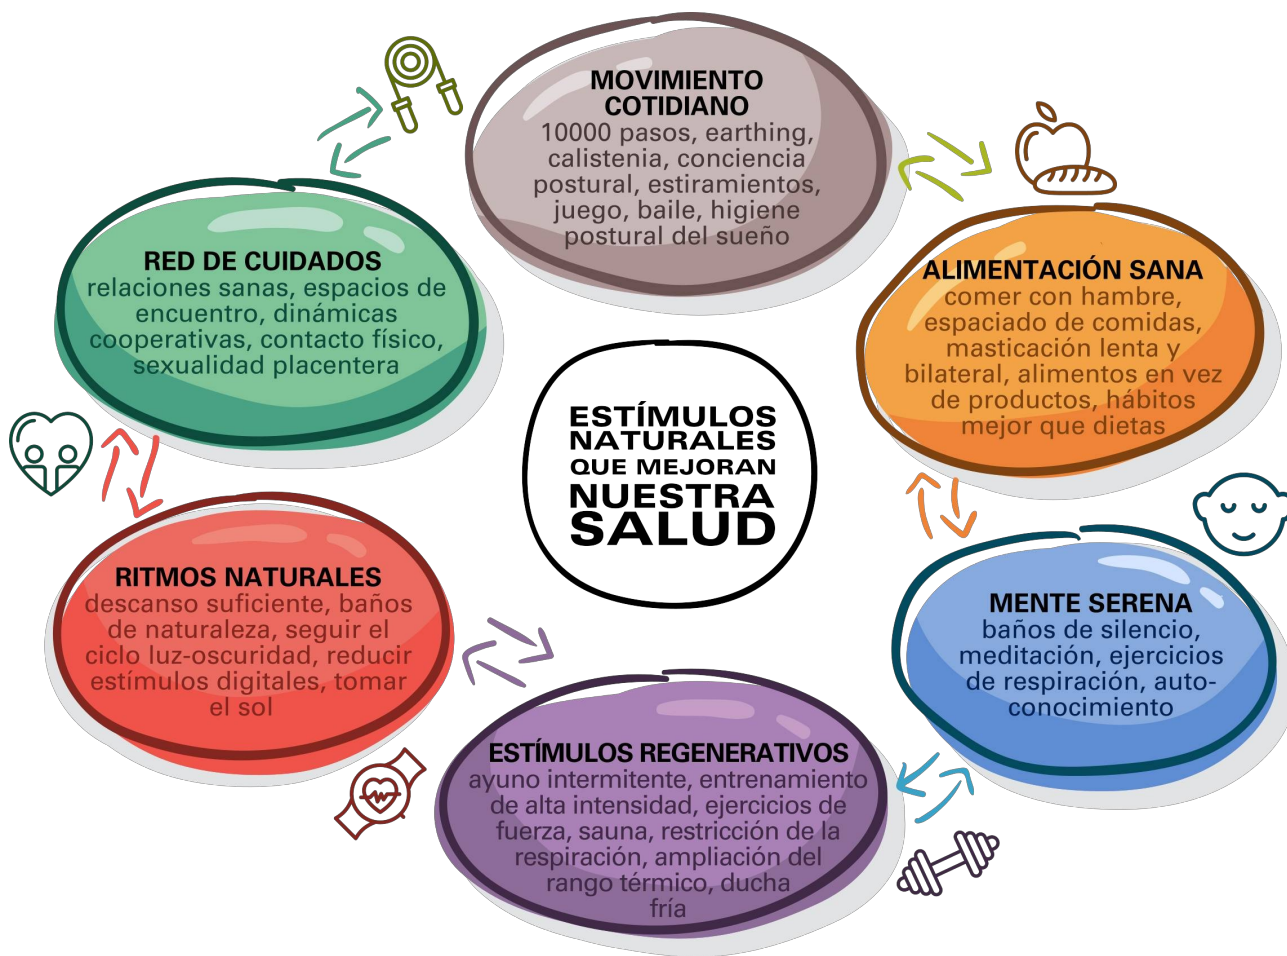 MOVIMIENTO
COTIDIANO
10000 pasos, earthing,
calistenia, conciencia
postural, estiramientos,
juego, baile, higiene
postural del sueño
ALIMENTACIÓN SANA
comer con hambre,
espaciado de comidas,
masticación lenta y
bilateral, alimentos en vez
de productos, hábitos
mejor que dietas
RED DE CUIDADOS
relaciones sanas, espacios de
encuentro, dinámicas
cooperativas, contacto físico,
sexualidad placentera
ESTÍMULOS
NATURALES
QUE MEJORAN
NUESTRA
SALUD
MENTE SERENA
baños de silencio,
meditación, ejercicios
de respiración, auto-
conocimiento
RITMOS NATURALES
descanso suficiente, baños
de naturaleza, seguir el
ciclo luz-oscuridad, reducir
estímulos digitales, tomar
el sol
ESTÍMULOS REGENERATIVOS
ayuno intermitente, entrenamiento
de alta intensidad, ejercicios de
fuerza, sauna, restricción de la
respiración, ampliación del
rango térmico, ducha
fría